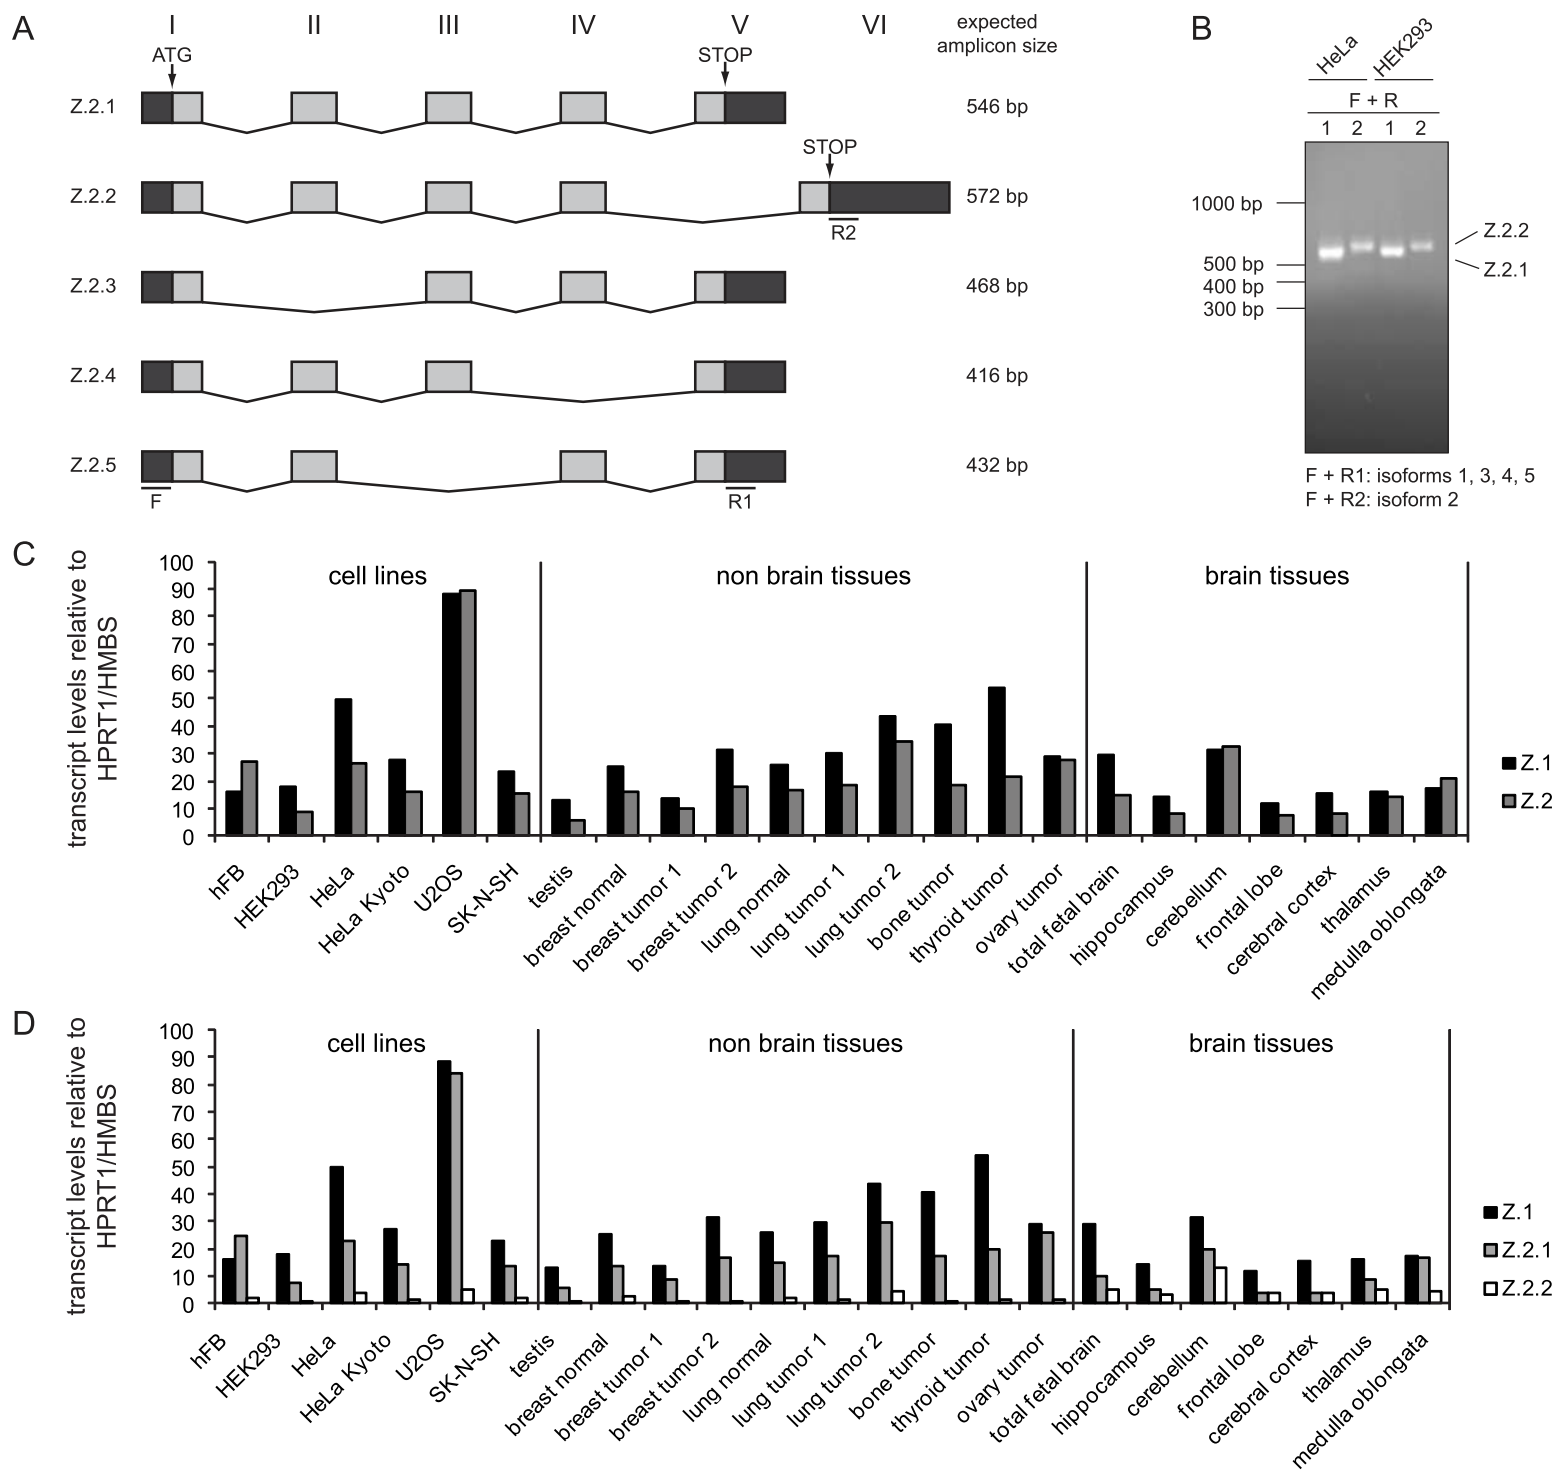 A
I II III IV V VI
expected
amplicon size
ATG
STOP
Z.2.1
546 bp
STOP
Z.2.2
572 bp
R2
Z.2.3
468 bp
Z.2.4
416 bp
Z.2.5
432 bp
F
R1
B
HeLa HEK293
F + R
1 2 1 2
1000 bp
500 bp
400 bp
300 bp
Z.2.2
Z.2.1
F + R1: isoforms 1, 3, 4, 5
F + R2: isoform 2
C
transcript levels relative to
HPRT1/HMBS
100
90
80
70
60
50
40
30
20
10
0
cell lines
non brain tissues
brain tissues
Z.1
Z.2
hFB
HEK293
HeLa
HeLa Kyoto
U2OS
SK-N-SH
testis
breast normal
breast tumor 1
breast tumor 2
lung normal
lung tumor 1
lung tumor 2
bone tumor
thyroid tumor
ovary tumor
total fetal brain
hippocampus
cerebellum
frontal lobe
cerebral cortex
thalamus
medulla oblongata
D
transcript levels relative to
HPRT1/HMBS
100
90
80
70
60
50
40
30
20
10
0
cell lines
non brain tissues
brain tissues
Z.1
Z.2.1
Z.2.2
hFB
HEK293
HeLa
HeLa Kyoto
U2OS
SK-N-SH
testis
breast normal
breast tumor 1
breast tumor 2
lung normal
lung tumor 1
lung tumor 2
bone tumor
thyroid tumor
ovary tumor
total fetal brain
hippocampus
cerebellum
frontal lobe
cerebral cortex
thalamus
medulla oblongata